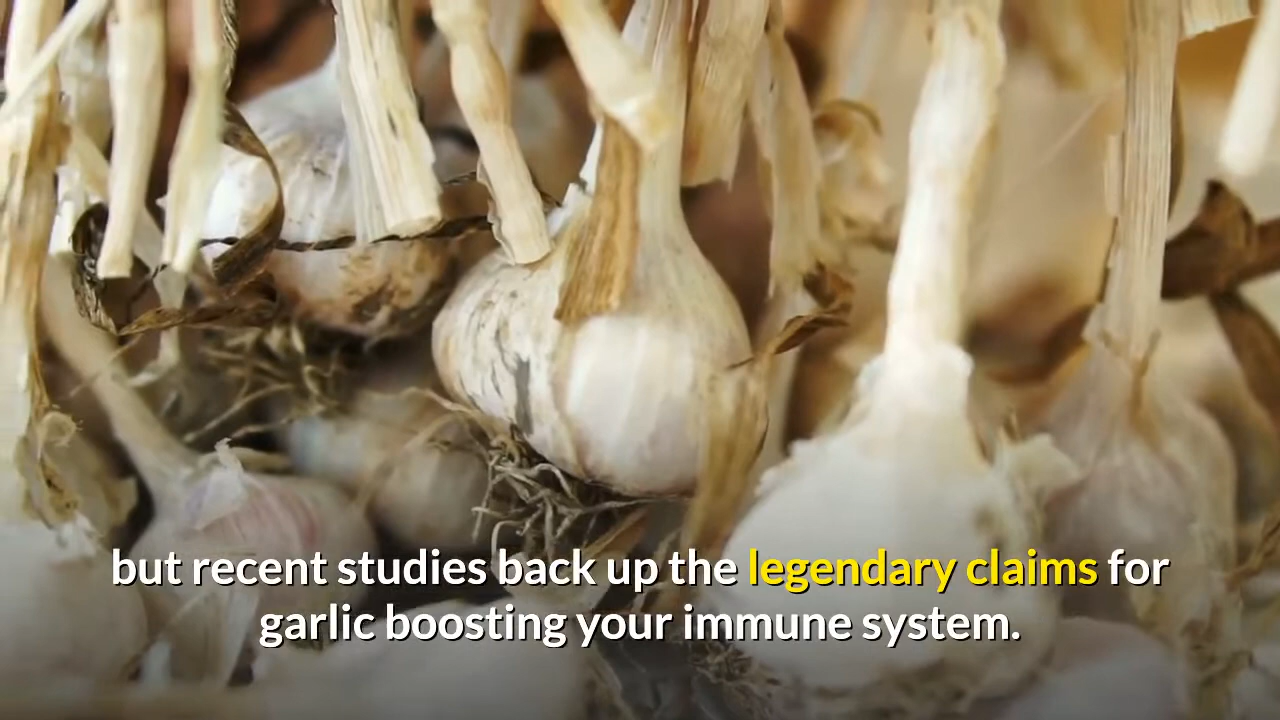 but recent studies back up the legendary claims for
garlic boosting your immune system.